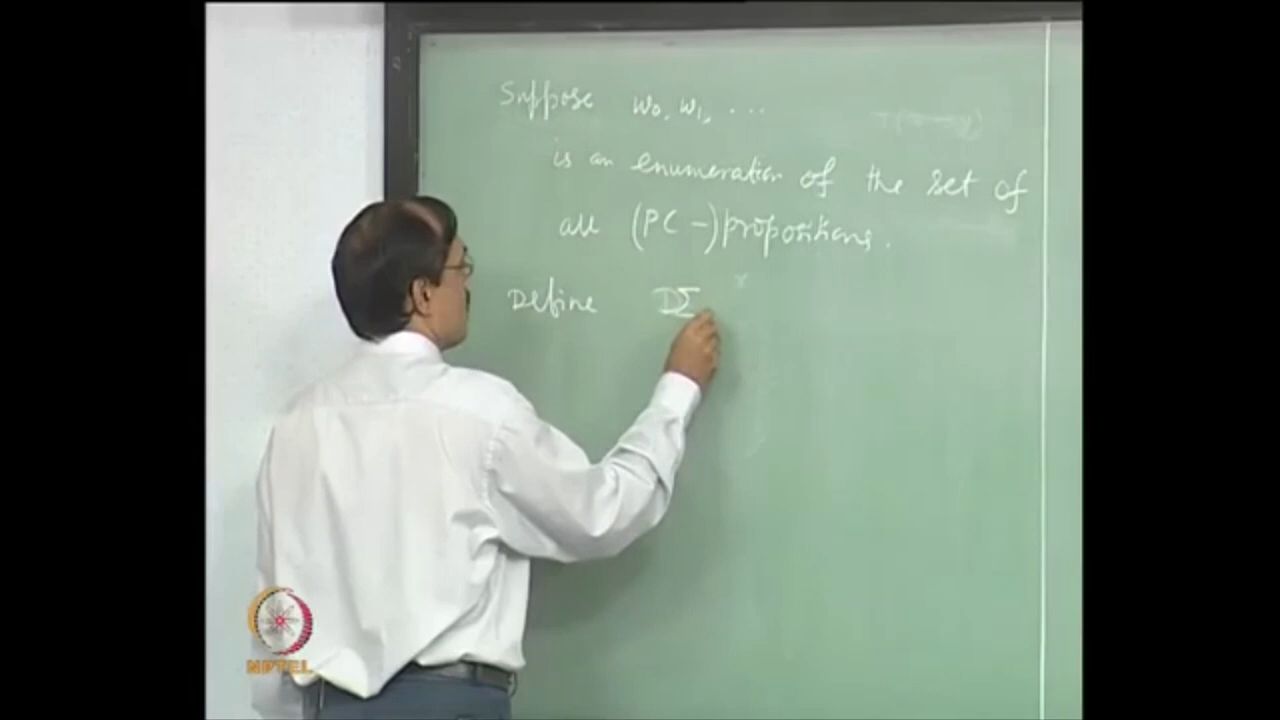 Suppose w₀, w₁, ...
is an enumeration of the set of
all (PC-) propositions.
Define Σ
NPTEL